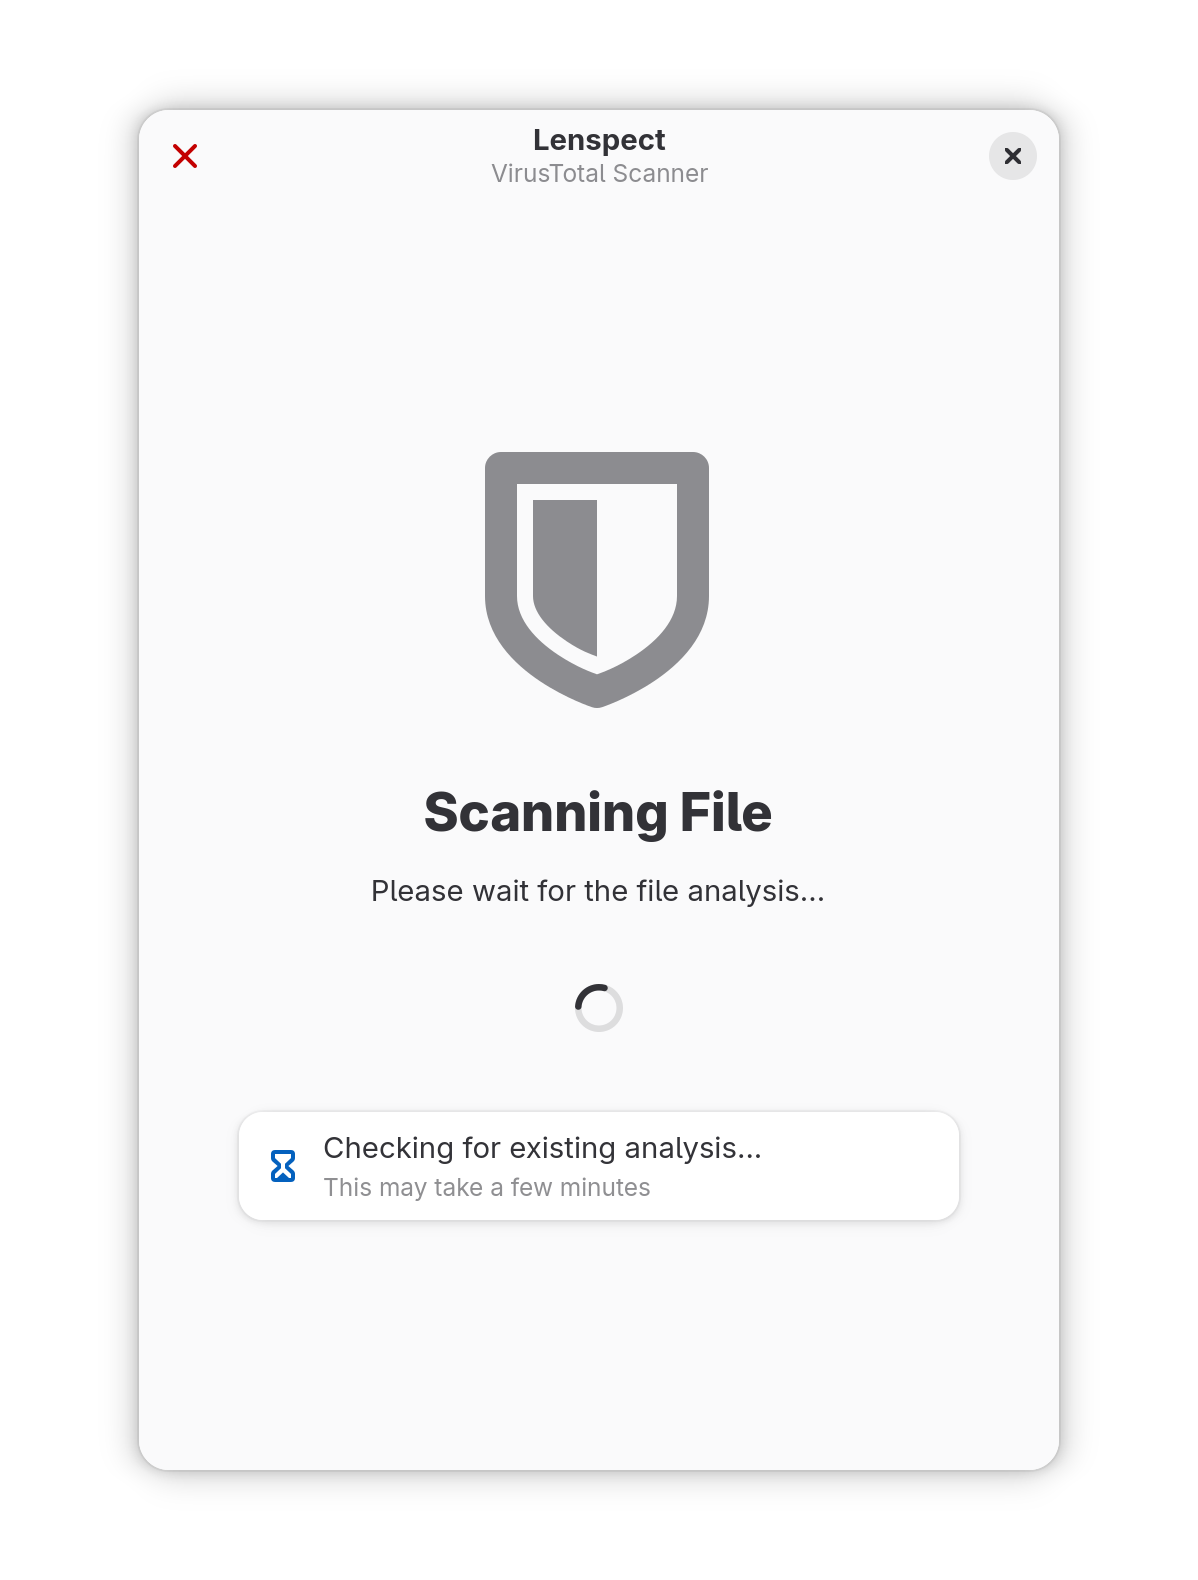 Lenspect
VirusTotal Scanner
Scanning File
Please wait for the file analysis…
Checking for existing analysis…
This may take a few minutes